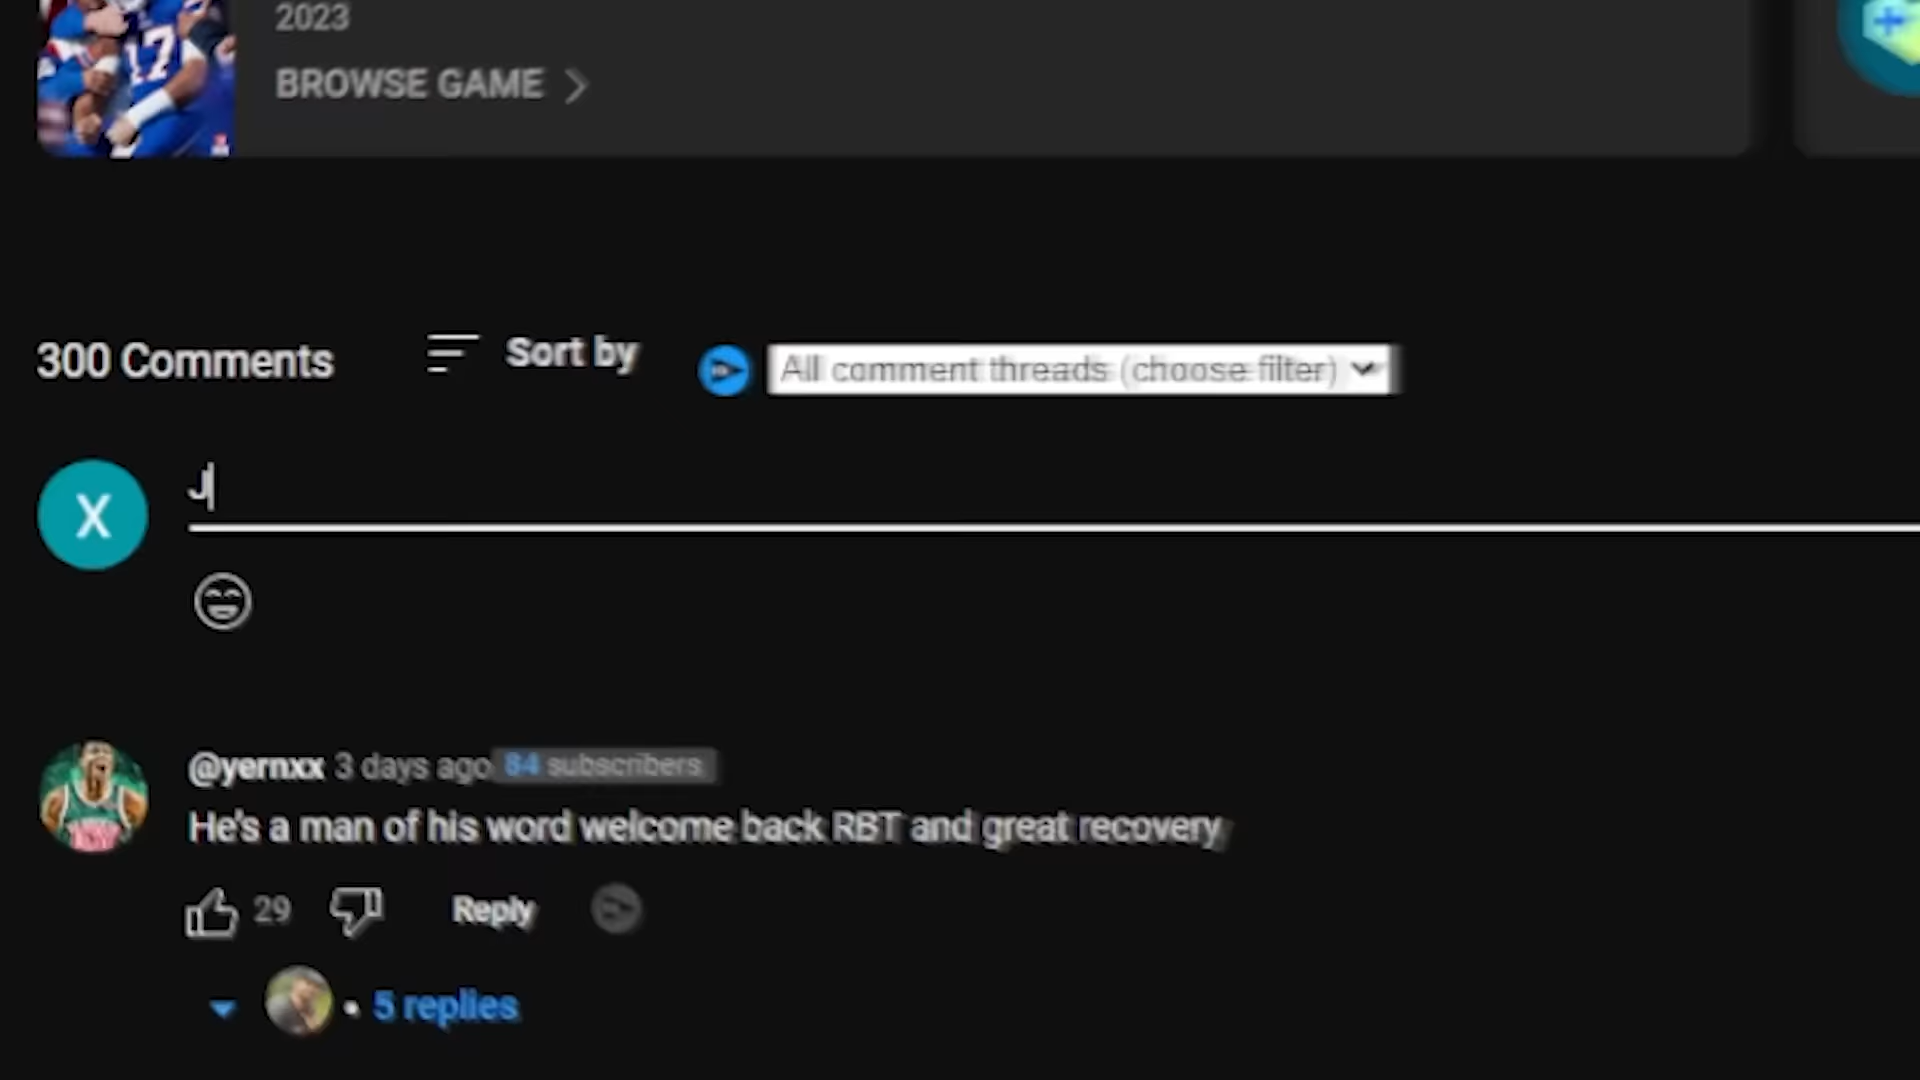 17
2023
BROWSE GAME
300 Comments
Sort by
All comment threads (choose filter)
X
J
@yernxx 3 days ago 84 subscribers
He's a man of his word welcome back RBT and great recovery
29
Reply
5 replies